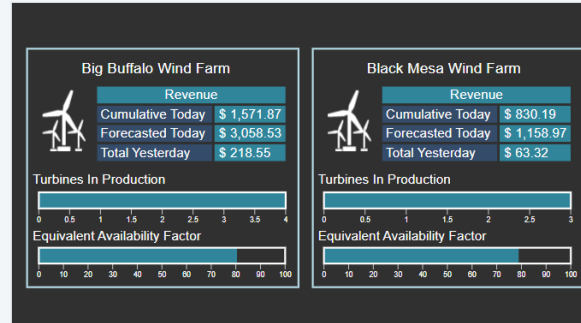 Big Buffalo Wind Farm
Revenue
Cumulative Today $ 1,571.87
Forecasted Today $ 3,058.53
Total Yesterday $ 218.55
Turbines In Production
0 0.5 1 1.5 2 2.5 3 3.5 4
Equivalent Availability Factor
0 10 20 30 40 50 60 70 80 90 100
Black Mesa Wind Farm
Revenue
Cumulative Today $ 830.19
Forecasted Today $ 1,158.97
Total Yesterday $ 63.32
Turbines In Production
0 0.5 1 1.5 2 2.5 3
Equivalent Availability Factor
0 10 20 30 40 50 60 70 80 90 100